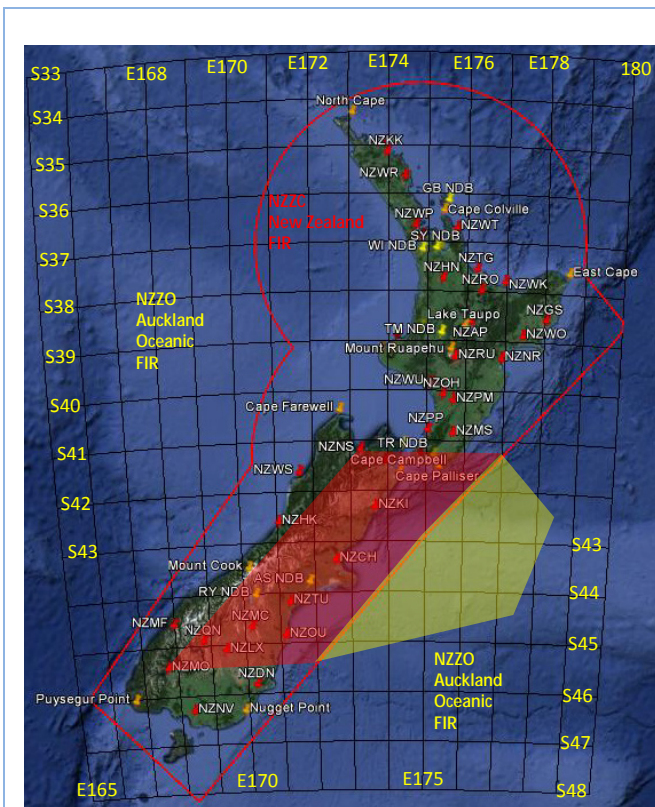 S33
E168
E170
E172
E174
E176
E178
180
S34
North Cape
S35
NZKK
NZWR
S36
GB NDB
NZZC
New Zealand
FIR
NZWP
Cape Colville
NZWT
SY NDB
WI NDB
S37
NZHN
NZTG
NZRO
NZWK
East Cape
S38
NZZO
Auckland
Oceanic
FIR
Lake Taupo
NZGS
TM NDB
NZAP
NZWO
S39
Mount Ruapehu
NZRU
NZNR
NZWU
NZOH
S40
Cape Farewell
NZPM
NZPP
NZMS
S41
NZNS
TR NDB
NZWS
Cape Campbell
Cape Palliser
S42
NZKI
NZHK
S43
S43
NZCH
Mount Cook
AS NDB
RY NDB
S44
NZTU
NZMF
NZMC
NZQN
NZOU
S45
NZLX
NZMO
NZDN
NZZO
Auckland
Oceanic
FIR
Puysegur Point
NZNV
Nugget Point
S46
S47
E165
E170
E175
S48